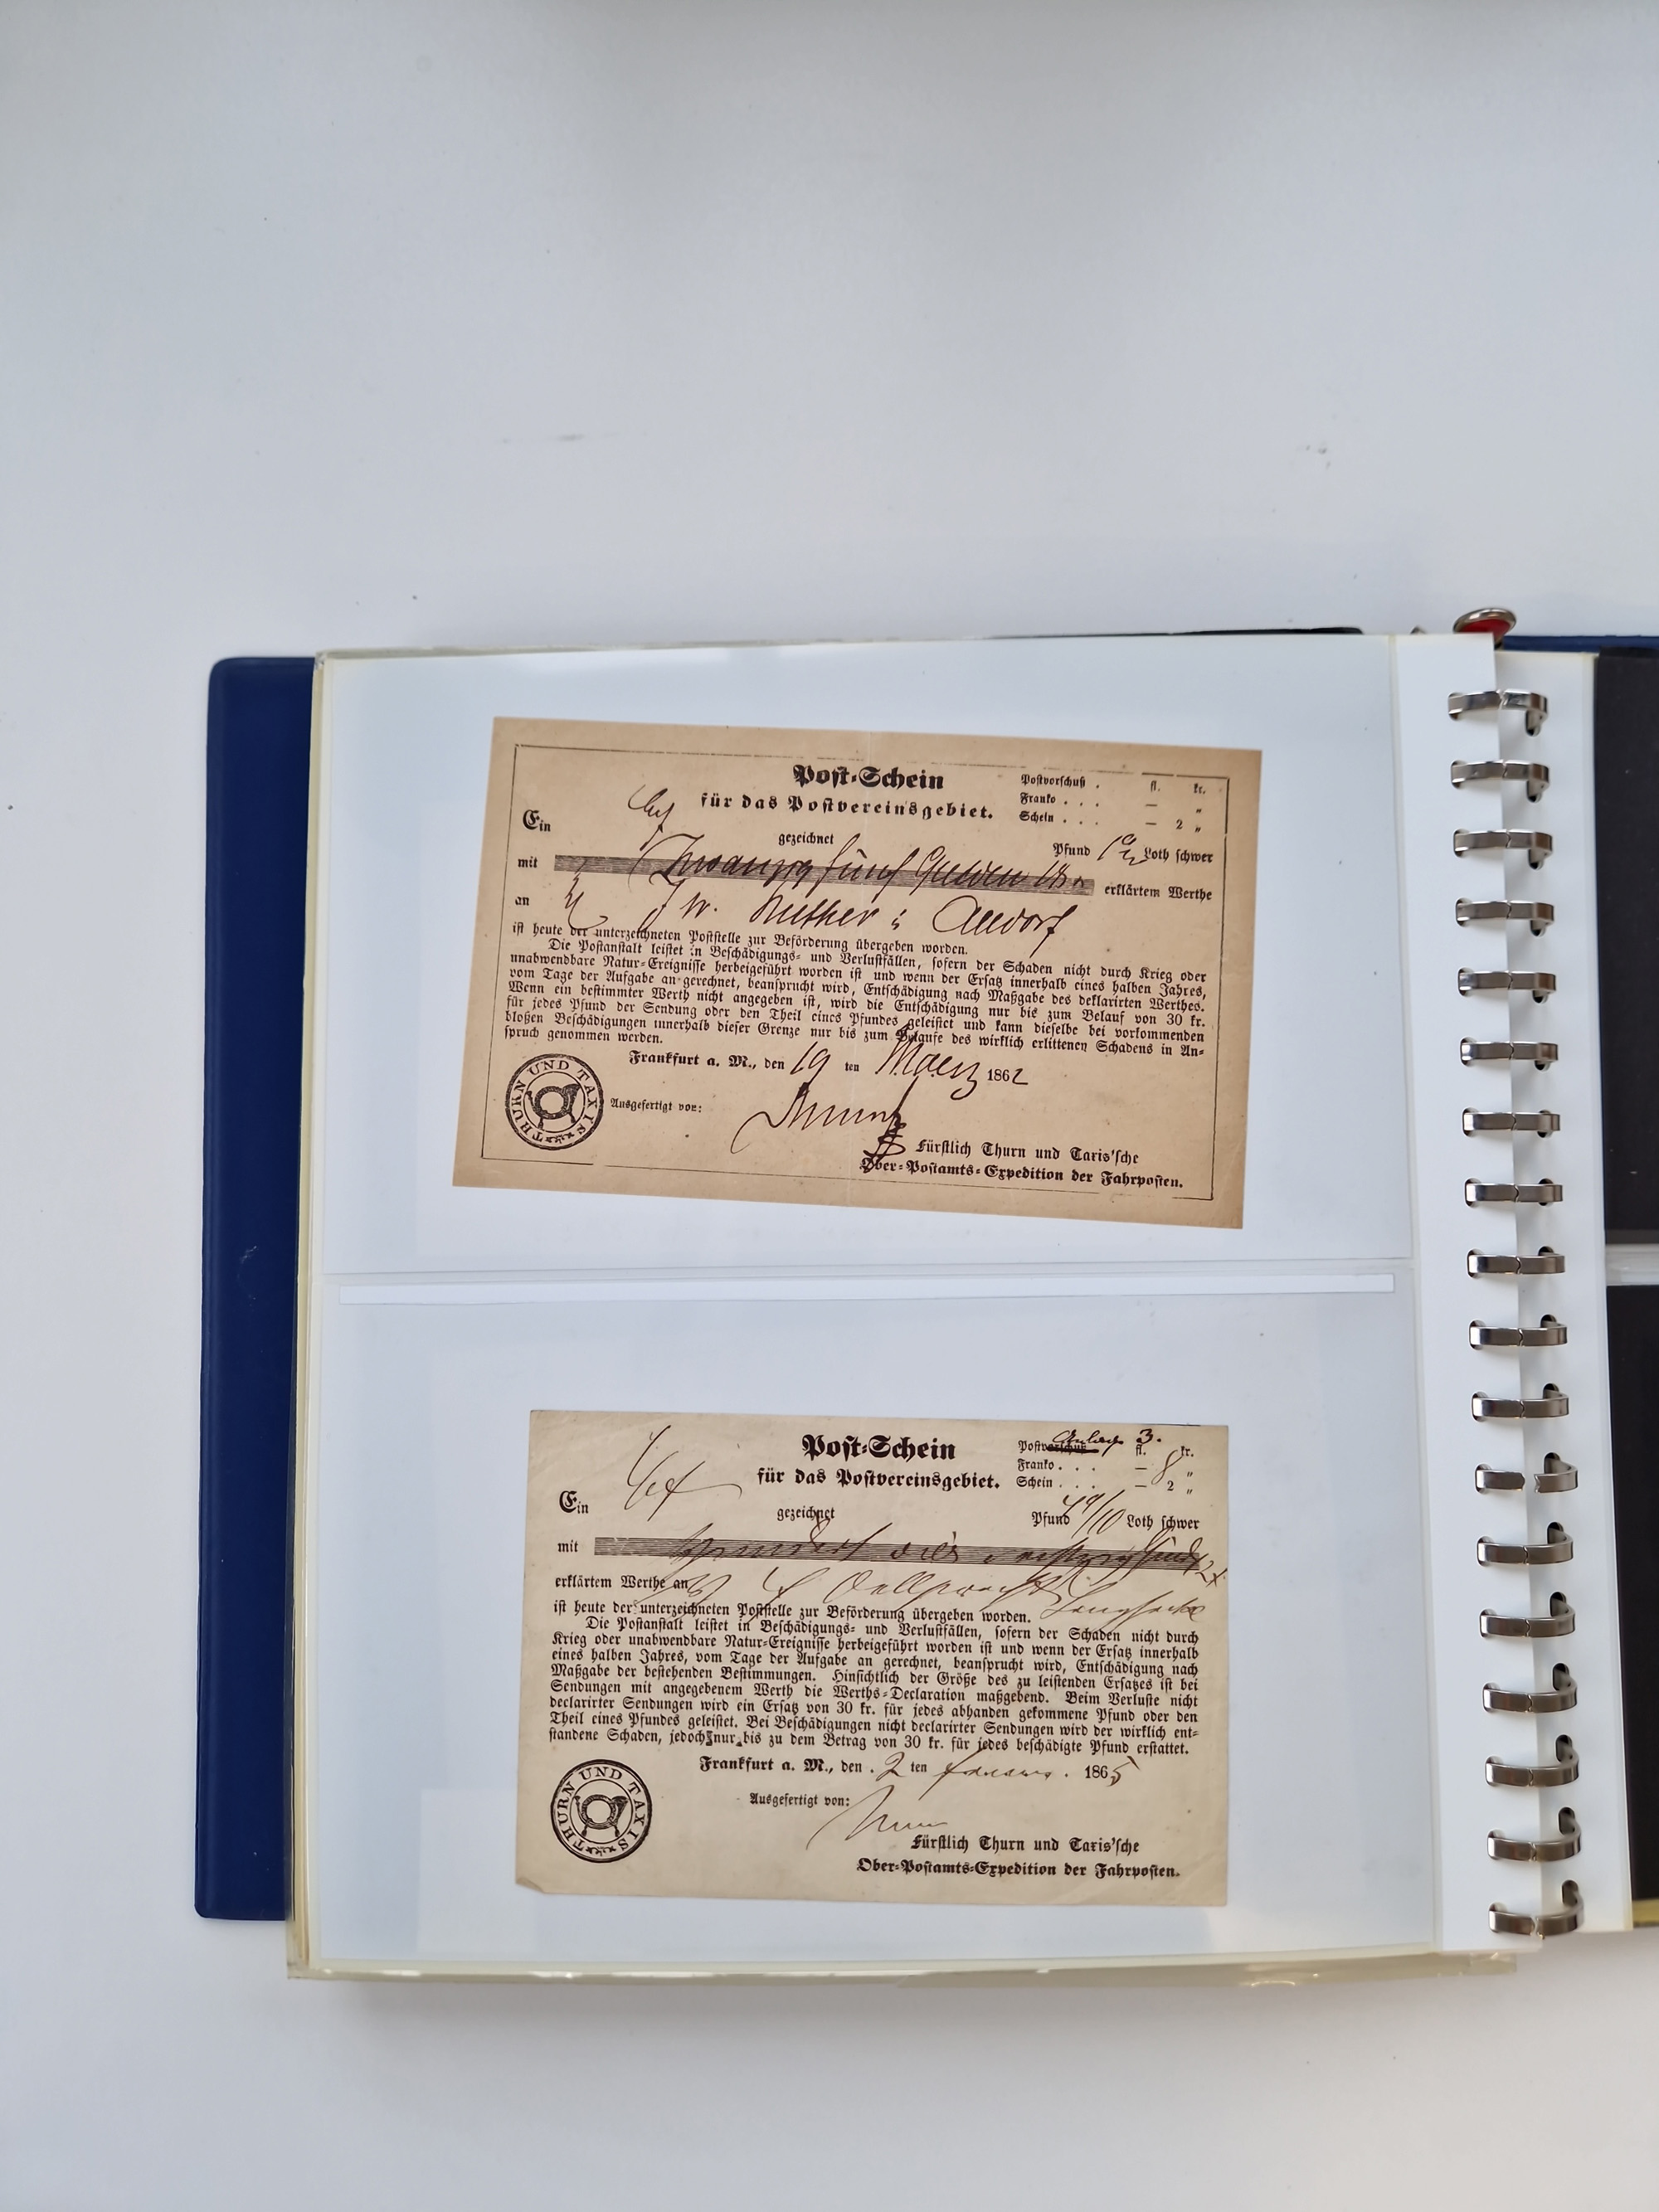 Post-Schein
für das Postvereinsgebiet.
Postvorschuß . fl. kr.
Franko . . . — „
Schein . . . — 2 „
Ein
gezeichnet Pfund Loth schwer
mit Zwanzig fünf Gulden erklärtem Werthe
an
ist heute der unterzeichneten Poststelle zur Beförderung übergeben worden.
Die Postanstalt leistet in Beschädigungs- und Verlustfällen, sofern der Schaden nicht durch Krieg oder
unabwendbare Natur-Ereignisse herbeigeführt worden ist und wenn der Ersatz innerhalb eines halben Jahres,
vom Tage der Aufgabe an gerechnet, beansprucht wird, Entschädigung nach Maßgabe des deklarirten Werthes.
Wenn ein bestimmter Werth nicht angegeben ist, wird die Entschädigung nur bis zum Belauf von 30 kr.
für jedes Pfund der Sendung oder den Theil eines Pfundes geleistet und kann dieselbe bei vorkommenden
bloßen Beschädigungen innerhalb dieser Grenze nur bis zum Belaufe des wirklich erlittenen Schadens in An-
spruch genommen werden.
Frankfurt a. M., den 19 ten Maerz 1862
THURN UND TAXIS
Ausgefertigt von:
Fürstlich Thurn und Taxis'sche
Ober-Postamts-Expedition der Fahrposten.
Post-Schein
für das Postvereinsgebiet.
Postvorschuß 3. fl. kr.
Franko . . . — 8 „
Schein . . . — 2 „
Ein
gezeichnet Pfund Loth schwer
mit
erklärtem Werthe an
ist heute der unterzeichneten Poststelle zur Beförderung übergeben worden.
Die Postanstalt leistet in Beschädigungs- und Verlustfällen, sofern der Schaden nicht durch
Krieg oder unabwendbare Natur-Ereignisse herbeigeführt worden ist und wenn der Ersatz innerhalb
eines halben Jahres, vom Tage der Aufgabe an gerechnet, beansprucht wird, Entschädigung nach
Maßgabe der bestehenden Bestimmungen. Hinsichtlich der Größe des zu leistenden Ersatzes ist bei
Sendungen mit angegebenem Werth die Werths-Declaration maßgebend. Beim Verluste nicht
declarirter Sendungen wird ein Ersatz von 30 kr. für jedes abhanden gekommene Pfund oder den
Theil eines Pfundes geleistet. Bei Beschädigungen nicht declarirter Sendungen wird der wirklich ent-
standene Schaden, jedoch nur bis zu dem Betrag von 30 kr. für jedes beschädigte Pfund erstattet.
Frankfurt a. M., den 2 ten Januar. 1865
THURN UND TAXIS
Ausgefertigt von:
Fürstlich Thurn und Taxis'sche
Ober-Postamts-Expedition der Fahrposten.